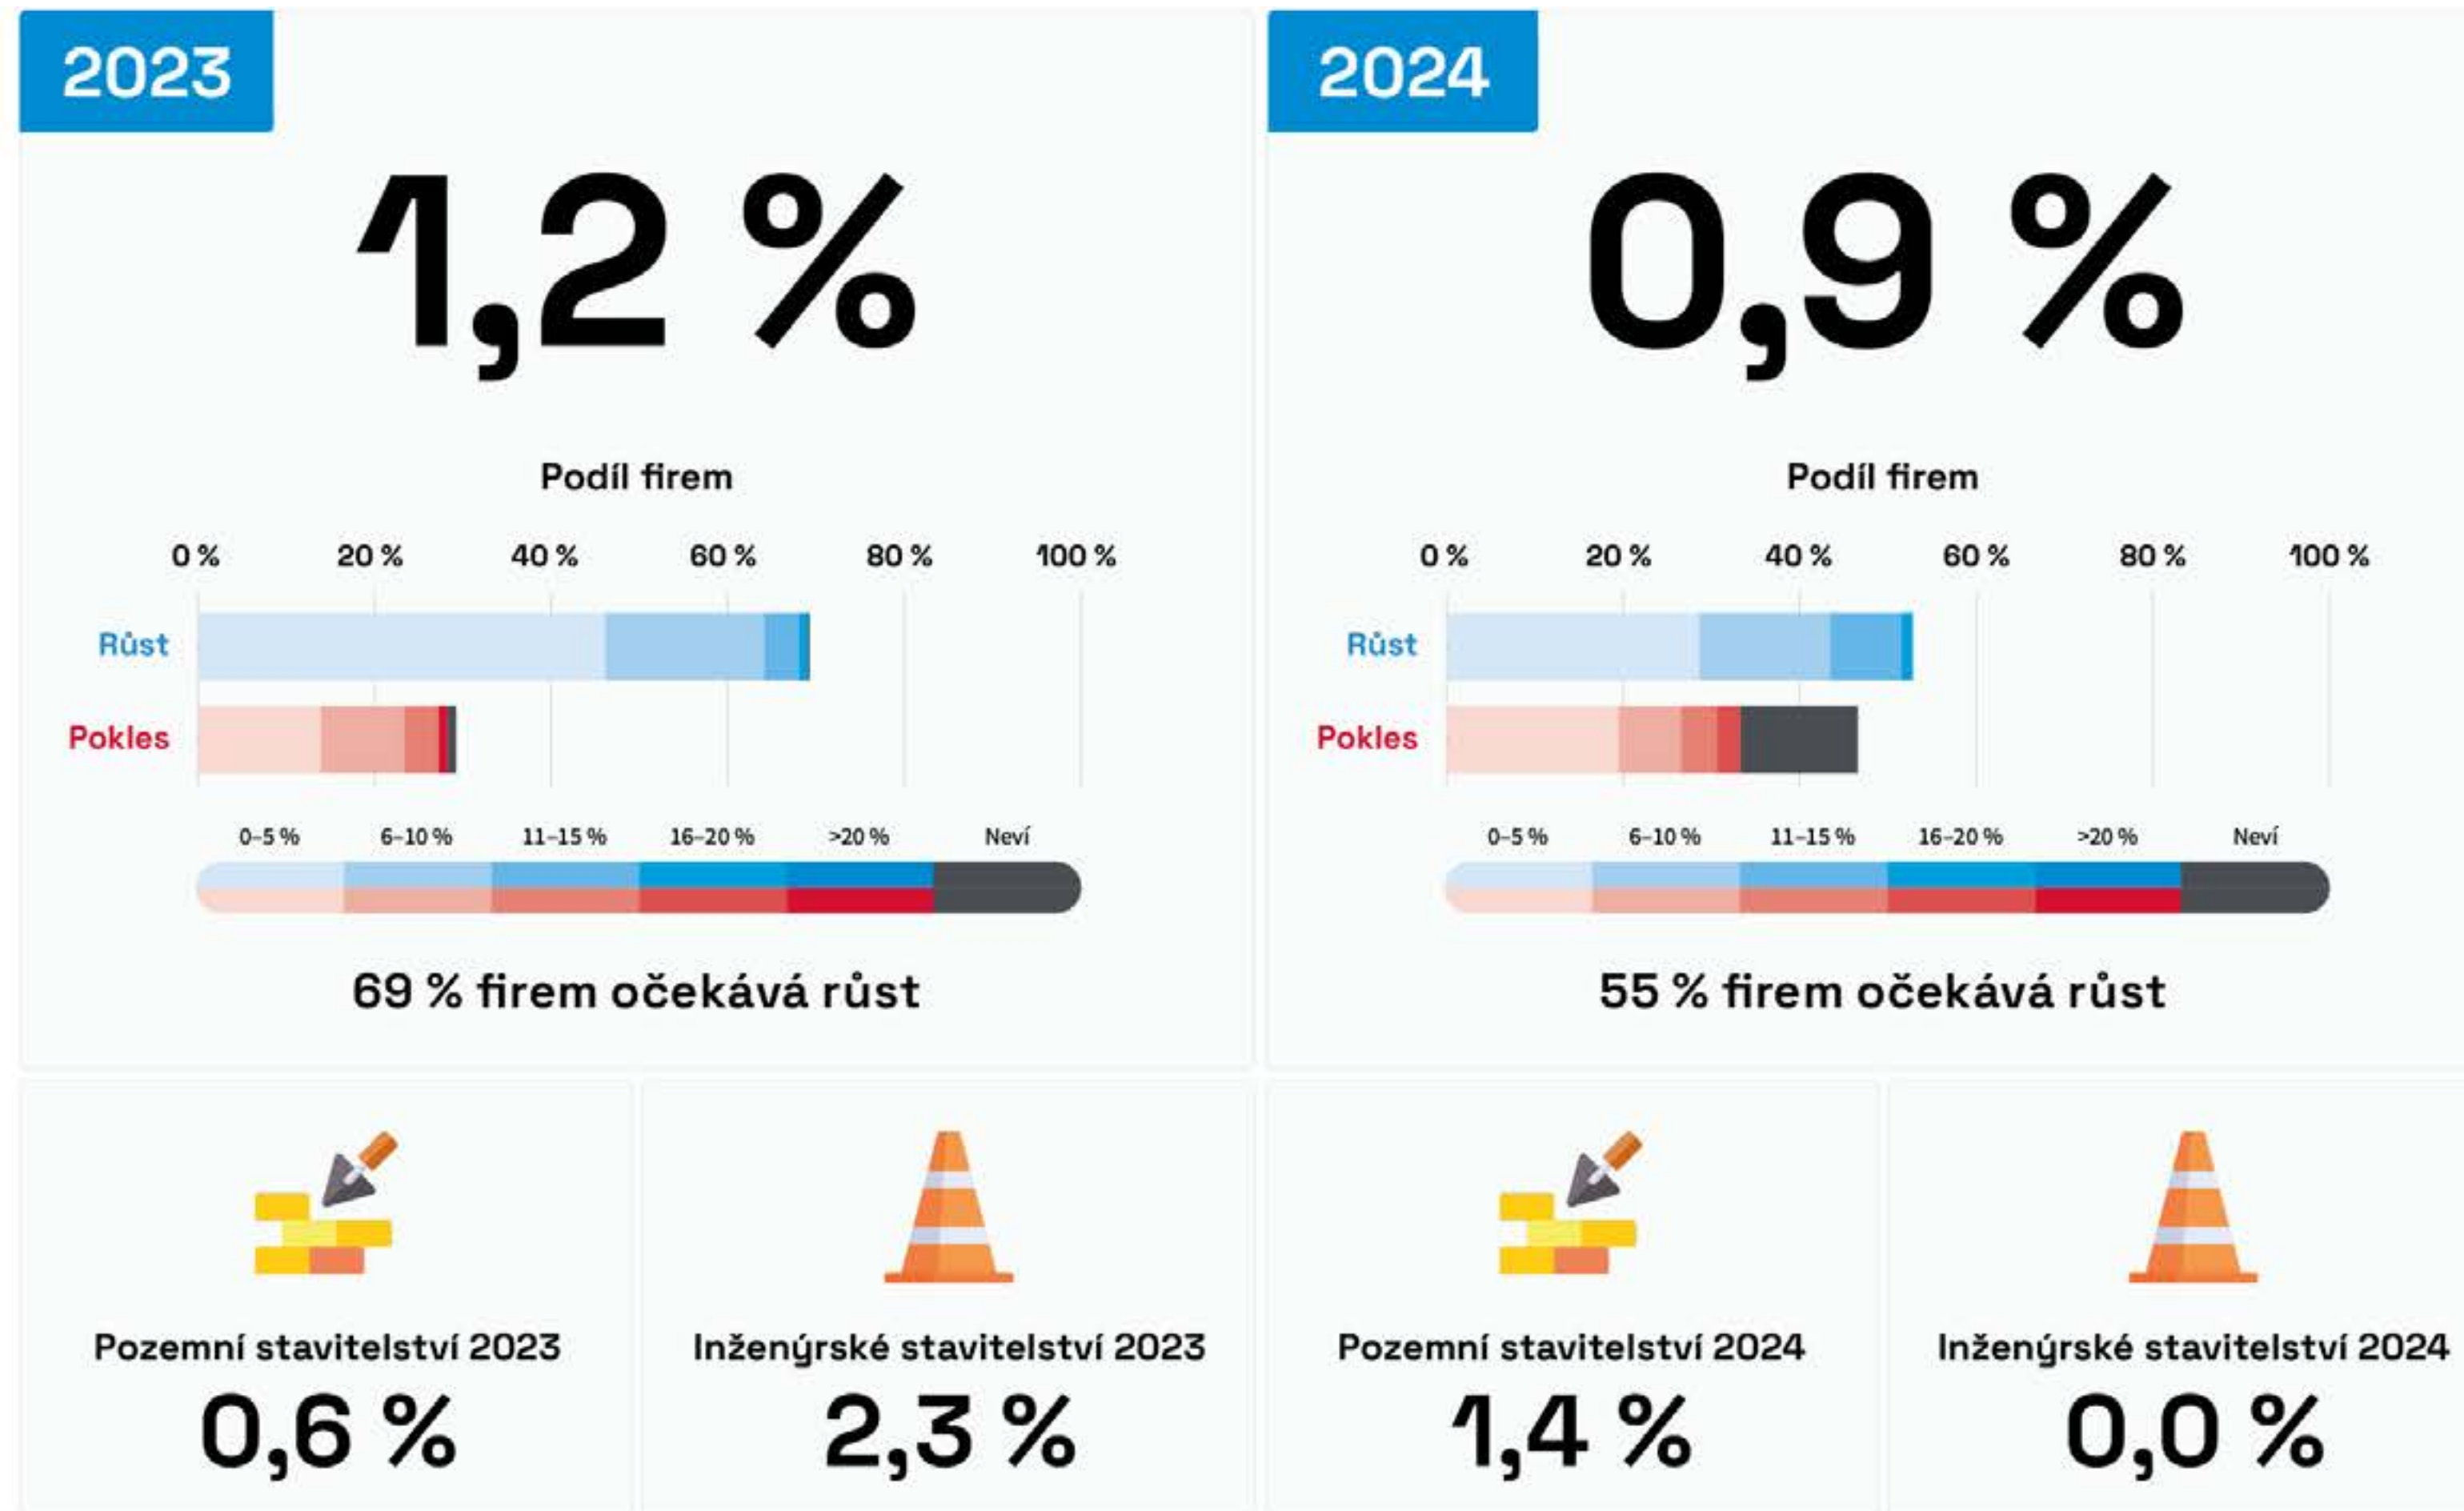 2023
1,2 %
Podíl firem
0 % 20 % 40 % 60 % 80 % 100 %
Růst
Pokles
0–5 % 6–10 % 11–15 % 16–20 % >20 % Neví
69 % firem očekává růst
2024
0,9 %
Podíl firem
0 % 20 % 40 % 60 % 80 % 100 %
Růst
Pokles
0–5 % 6–10 % 11–15 % 16–20 % >20 % Neví
55 % firem očekává růst
Pozemní stavitelství 2023
0,6 %
Inženýrské stavitelství 2023
2,3 %
Pozemní stavitelství 2024
1,4 %
Inženýrské stavitelství 2024
0,0 %